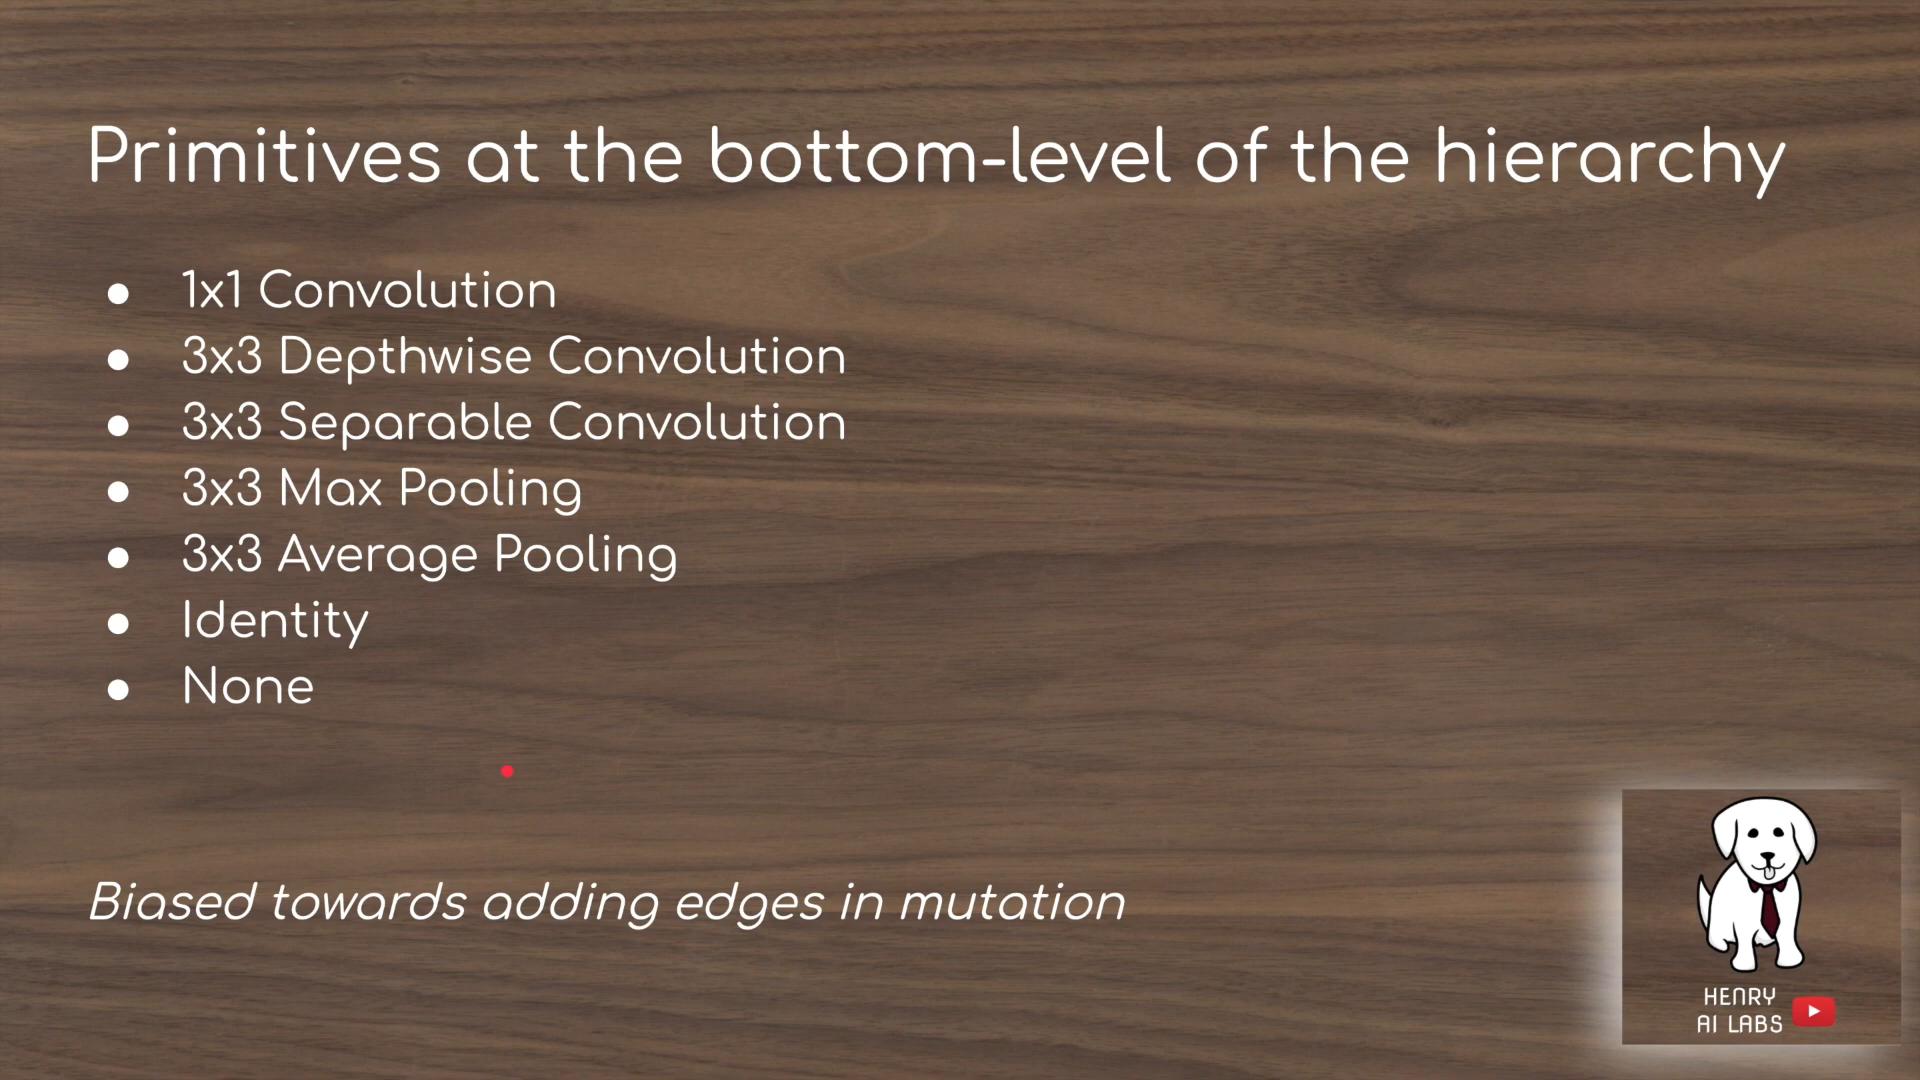 Primitives at the bottom-level of the hierarchy
● 1x1 Convolution
● 3x3 Depthwise Convolution
● 3x3 Separable Convolution
● 3x3 Max Pooling
● 3x3 Average Pooling
● Identity
● None
Biased towards adding edges in mutation
HENRY
AI LABS